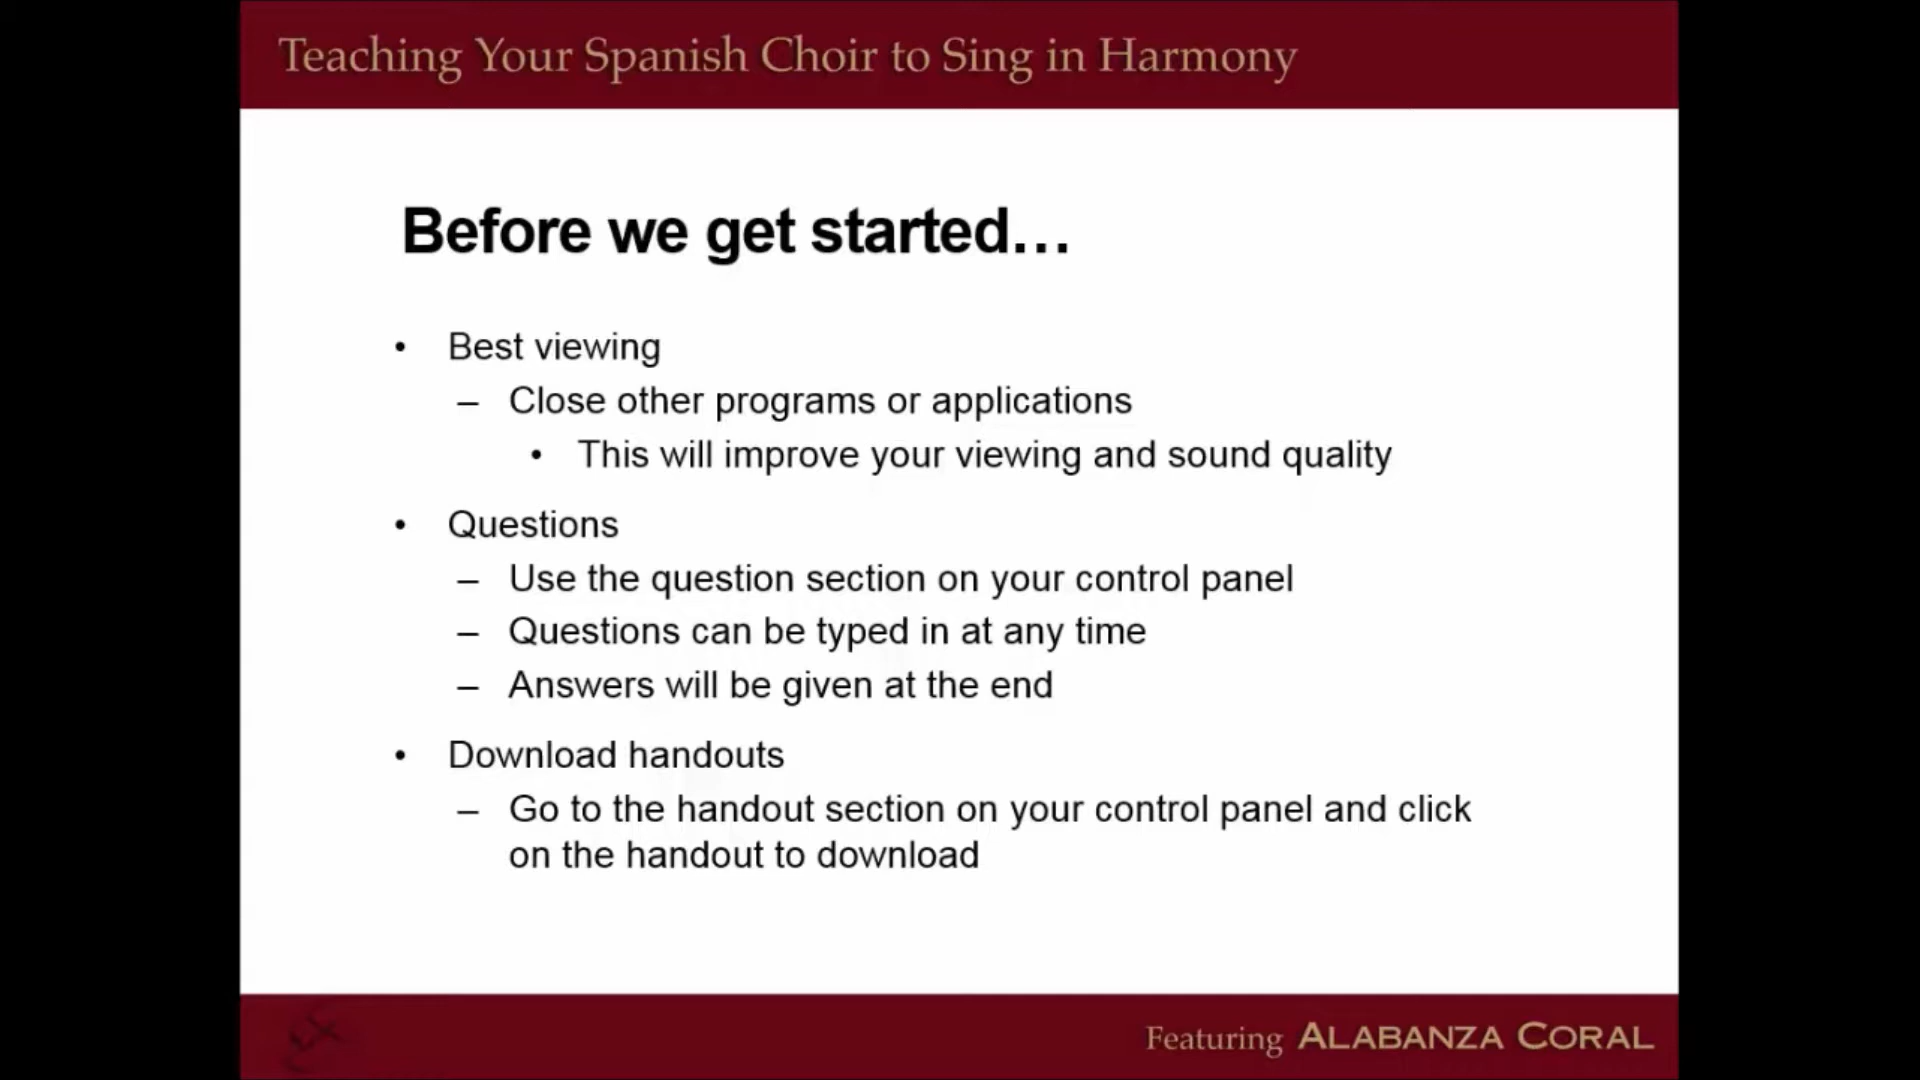 Teaching Your Spanish Choir to Sing in Harmony
Before we get started…
• Best viewing
– Close other programs or applications
• This will improve your viewing and sound quality
• Questions
– Use the question section on your control panel
– Questions can be typed in at any time
– Answers will be given at the end
• Download handouts
– Go to the handout section on your control panel and click
on the handout to download
Featuring ALABANZA CORAL